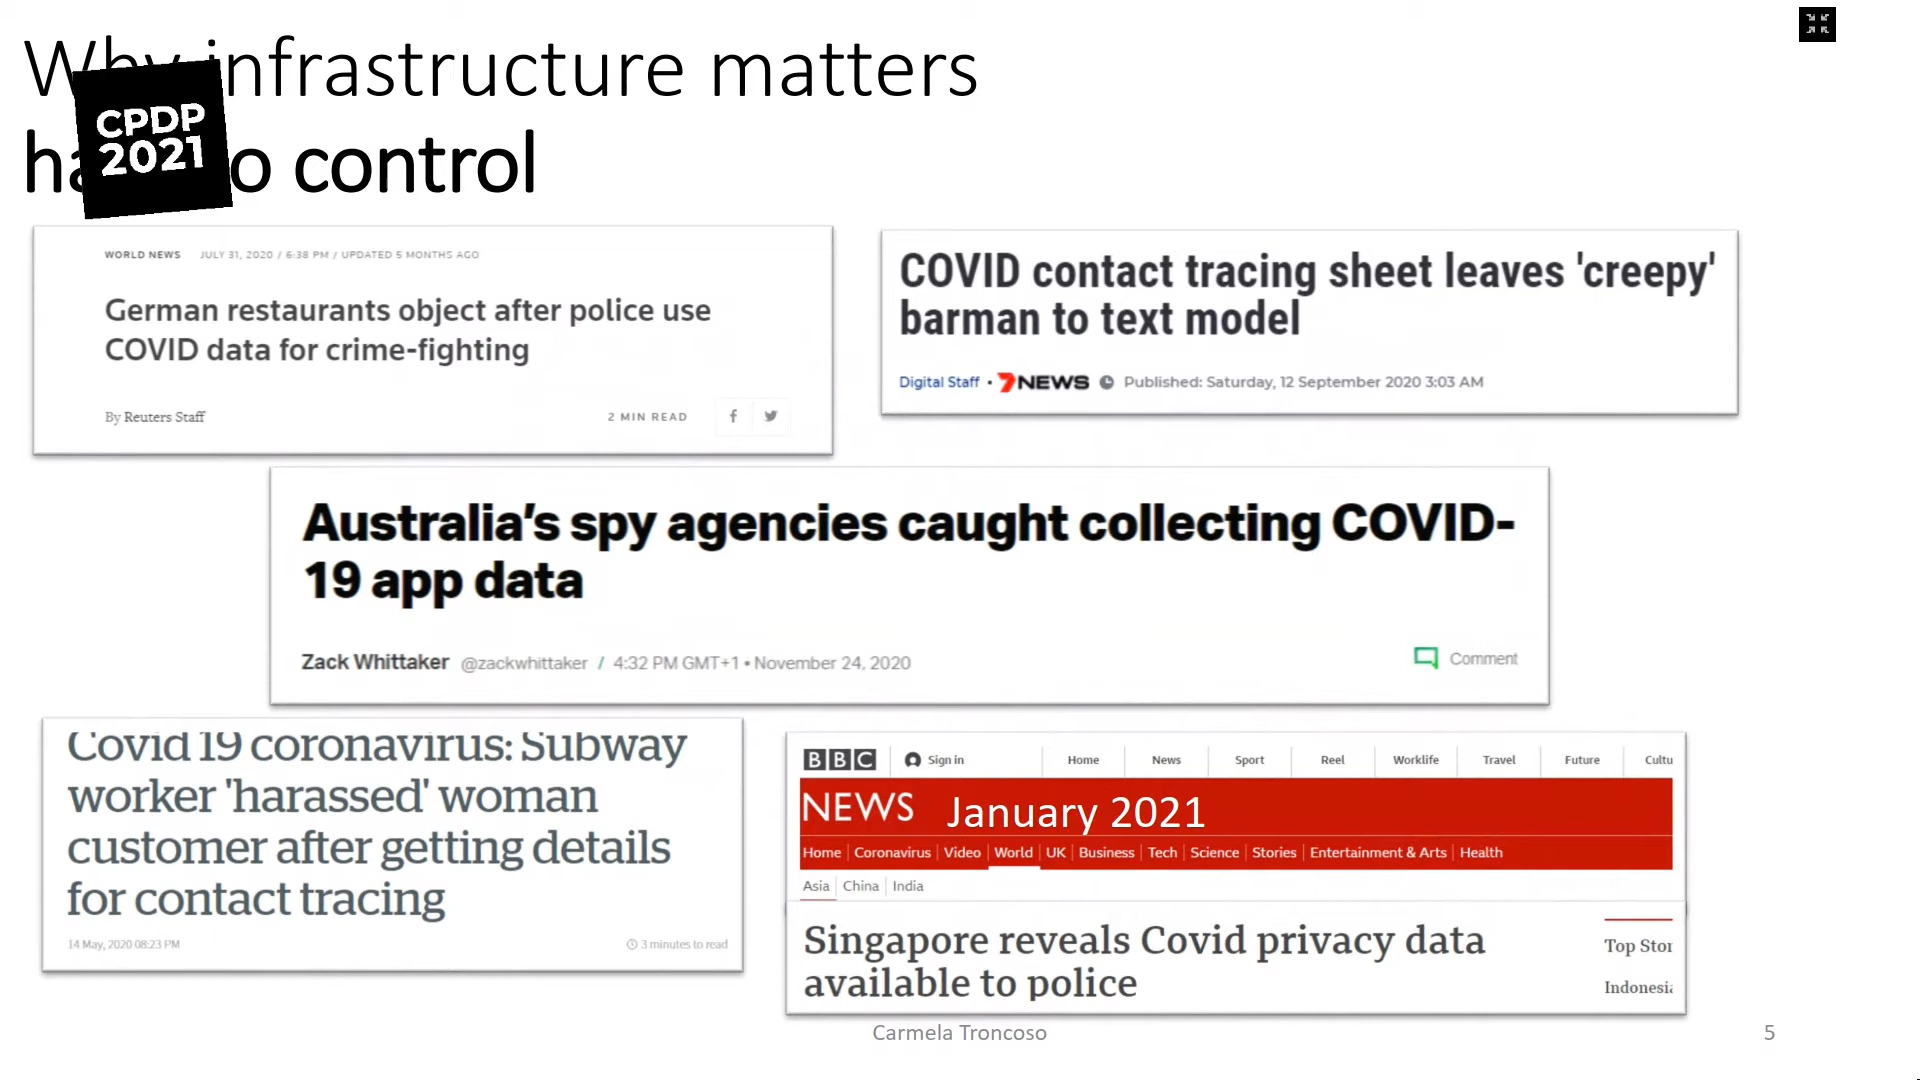 Why infrastructure matters
to control
CPDP
2021
WORLD NEWS JULY 31, 2020 / 6:38 PM / UPDATED 5 MONTHS AGO
German restaurants object after police use
COVID data for crime-fighting
By Reuters Staff 2 MIN READ
COVID contact tracing sheet leaves 'creepy'
barman to text model
Digital Staff • 7NEWS Published: Saturday, 12 September 2020 3:03 AM
Australia's spy agencies caught collecting COVID-
19 app data
Zack Whittaker @zackwhittaker / 4:32 PM GMT+1 • November 24, 2020 Comment
Covid 19 coronavirus: Subway
worker 'harassed' woman
customer after getting details
for contact tracing
14 May, 2020 08:23 PM 3 minutes to read
BBC Sign in Home News Sport Reel Worklife Travel Future Cultu
NEWS January 2021
Home Coronavirus Video World UK Business Tech Science Stories Entertainment & Arts Health
Asia China India
Singapore reveals Covid privacy data
available to police
Top Stor
Indonesia
Carmela Troncoso 5